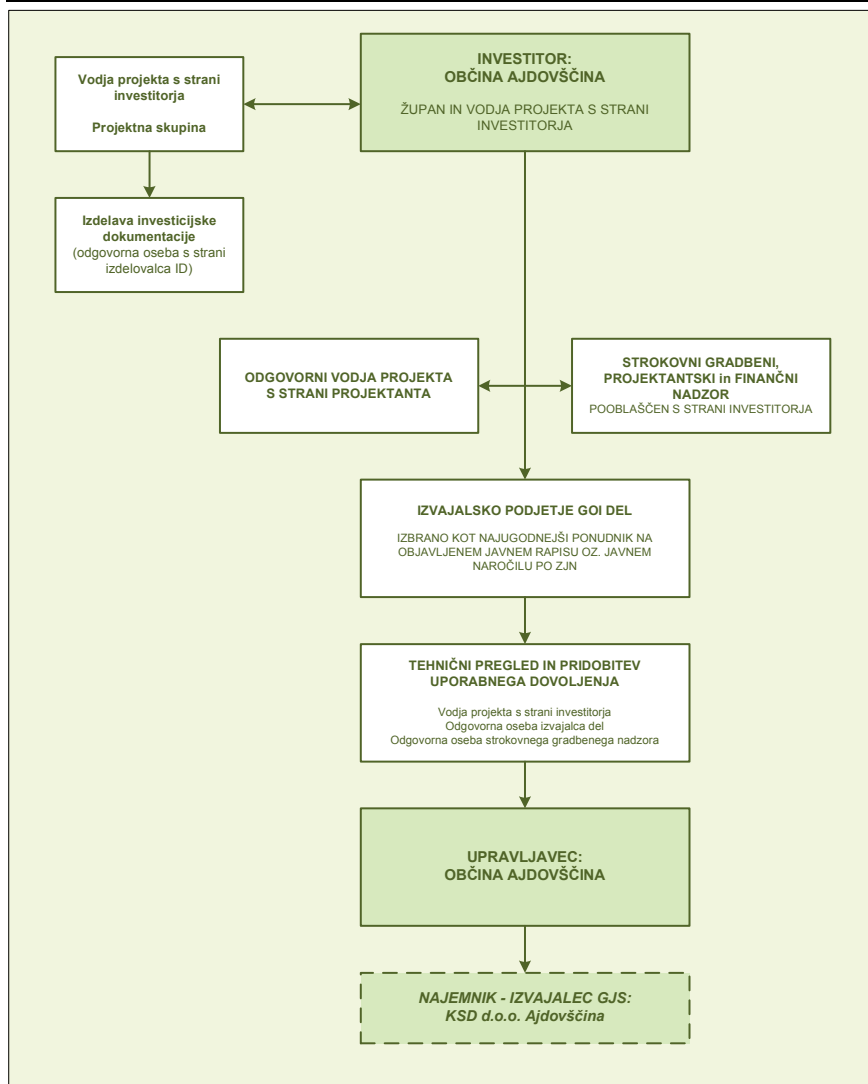 INVESTITOR:
OBČINA AJDOVŠČINA
ŽUPAN IN VODJA PROJEKTA S STRANI
INVESTITORJA
Vodja projekta s strani
investitorja
Projektna skupina
Izdelava investicijske
dokumentacije
(odgovorna oseba s strani
izdelovalca ID)
ODGOVORNI VODJA PROJEKTA
S STRANI PROJEKTANTA
STROKOVNI GRADBENI,
PROJEKTANTSKI in FINANČNI
NADZOR
POOBLAŠČEN S STRANI INVESTITORJA
IZVAJALSKO PODJETJE GOI DEL
IZBRANO KOT NAJUGODNEJŠI PONUDNIK NA
OBJAVLJENEM JAVNEM RAPISU OZ. JAVNEM
NAROČILU PO ZJN
TEHNIČNI PREGLED IN PRIDOBITEV
UPORABNEGA DOVOLJENJA
Vodja projekta s strani investitorja
Odgovorna oseba izvajalca del
Odgovorna oseba strokovnega gradbenega nadzora
UPRAVLJAVEC:
OBČINA AJDOVŠČINA
NAJEMNIK - IZVAJALEC GJS:
KSD d.o.o. Ajdovščina